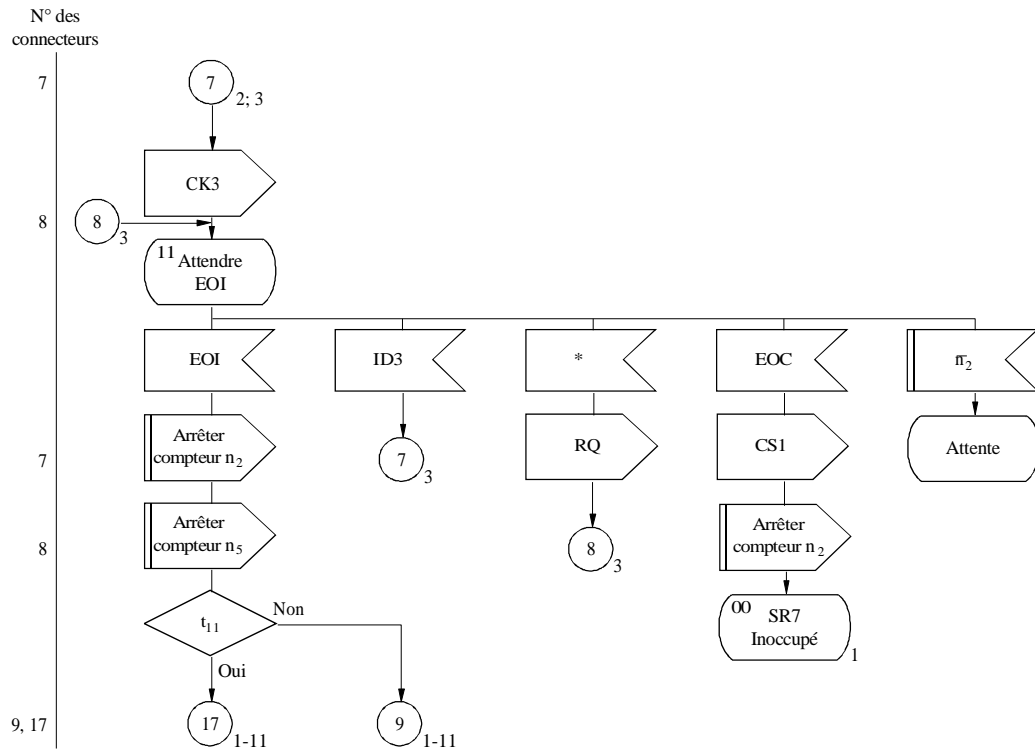 N° des
connecteurs
7
7
2; 3
CK3
8
8
3
11
Attendre
EOI
EOI
ID3
*
EOC
n̅₂
Arrêter
compteur n₂
7
3
RQ
CS1
Attente
7
Arrêter
compteur n₅
8
3
Arrêter
compteur n₂
8
t₁₁
Non
Oui
00
SR7
Inoccupé
1
9, 17
17
1-11
9
1-11